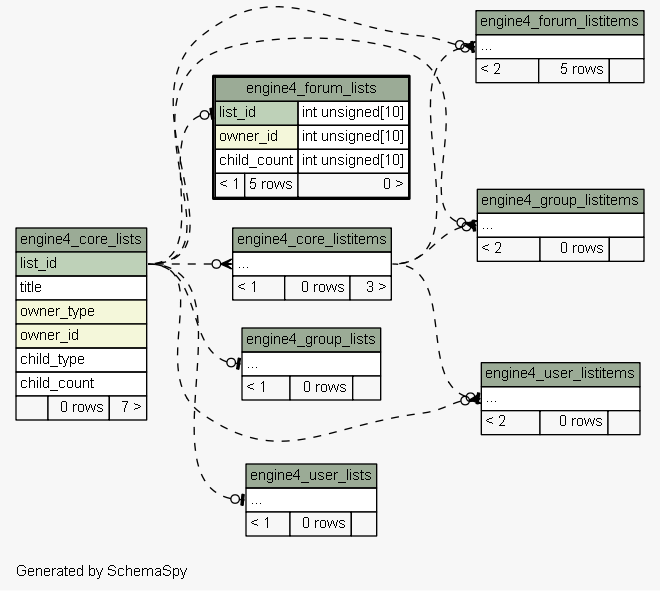 engine4_forum_listitems
...
< 2 5 rows
engine4_forum_lists
list_id int unsigned[10]
owner_id int unsigned[10]
child_count int unsigned[10]
< 1 5 rows 0 >
engine4_group_listitems
...
< 2 0 rows
engine4_core_lists
list_id
title
owner_type
owner_id
child_type
child_count
0 rows 7 >
engine4_core_listitems
...
< 1 0 rows 3 >
engine4_group_lists
...
< 1 0 rows
engine4_user_listitems
...
< 2 0 rows
engine4_user_lists
...
< 1 0 rows
Generated by SchemaSpy